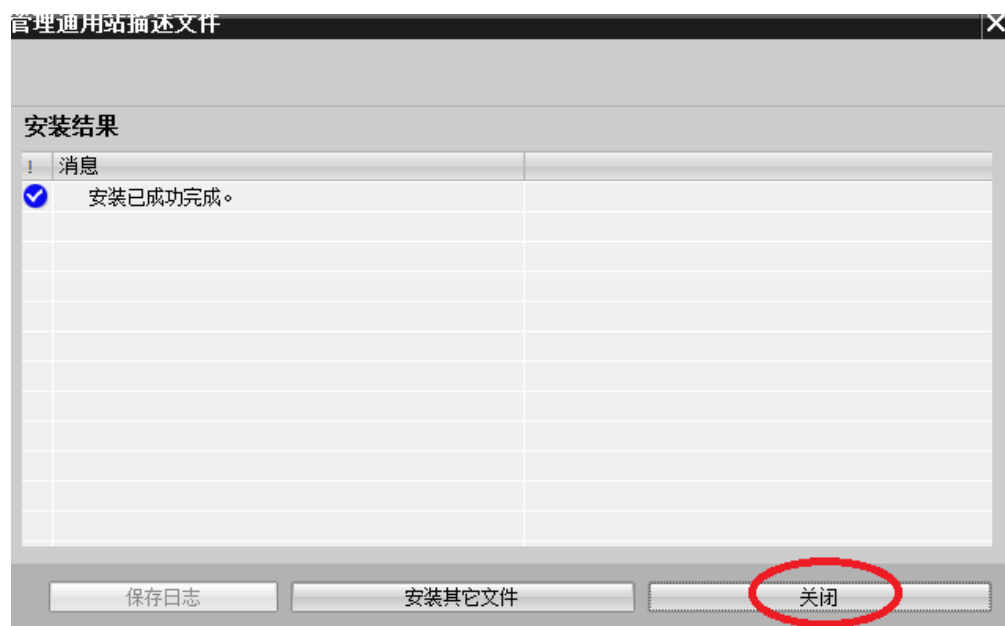 管理通用站描述文件
安装结果
! 消息
安装已成功完成。
保存日志 安装其它文件 关闭